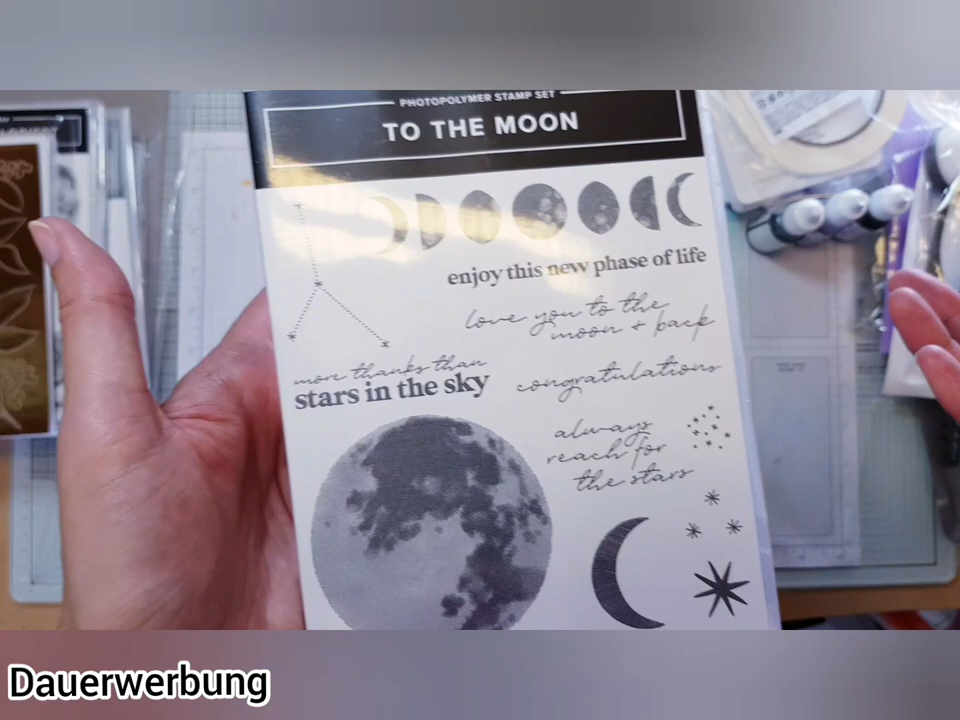 PHOTOPOLYMER STAMP SET
TO THE MOON
enjoy this new phase of life
love you to the
moon + back
more thanks than
stars in the sky
congratulations
always
reach for
the stars
Dauerwerbung